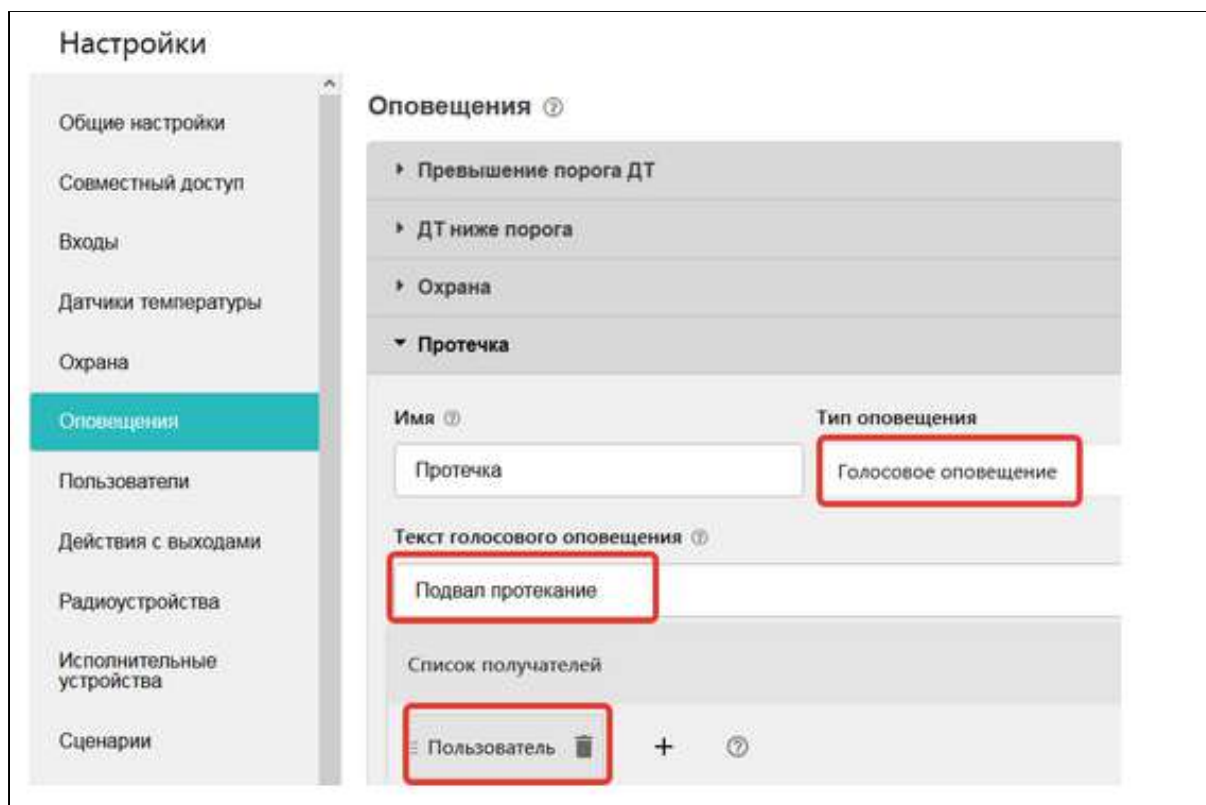 Настройки
Общие настройки
Совместный доступ
Входы
Датчики температуры
Охрана
Оповещения
Пользователи
Действия с выходами
Радиоустройства
Исполнительные
устройства
Сценарии
Оповещения
Превышение порога ДТ
ДТ ниже порога
Охрана
Протечка
Имя
Тип оповещения
Протечка
Голосовое оповещение
Текст голосового оповещения
Подвал протекание
Список получателей
Пользователь